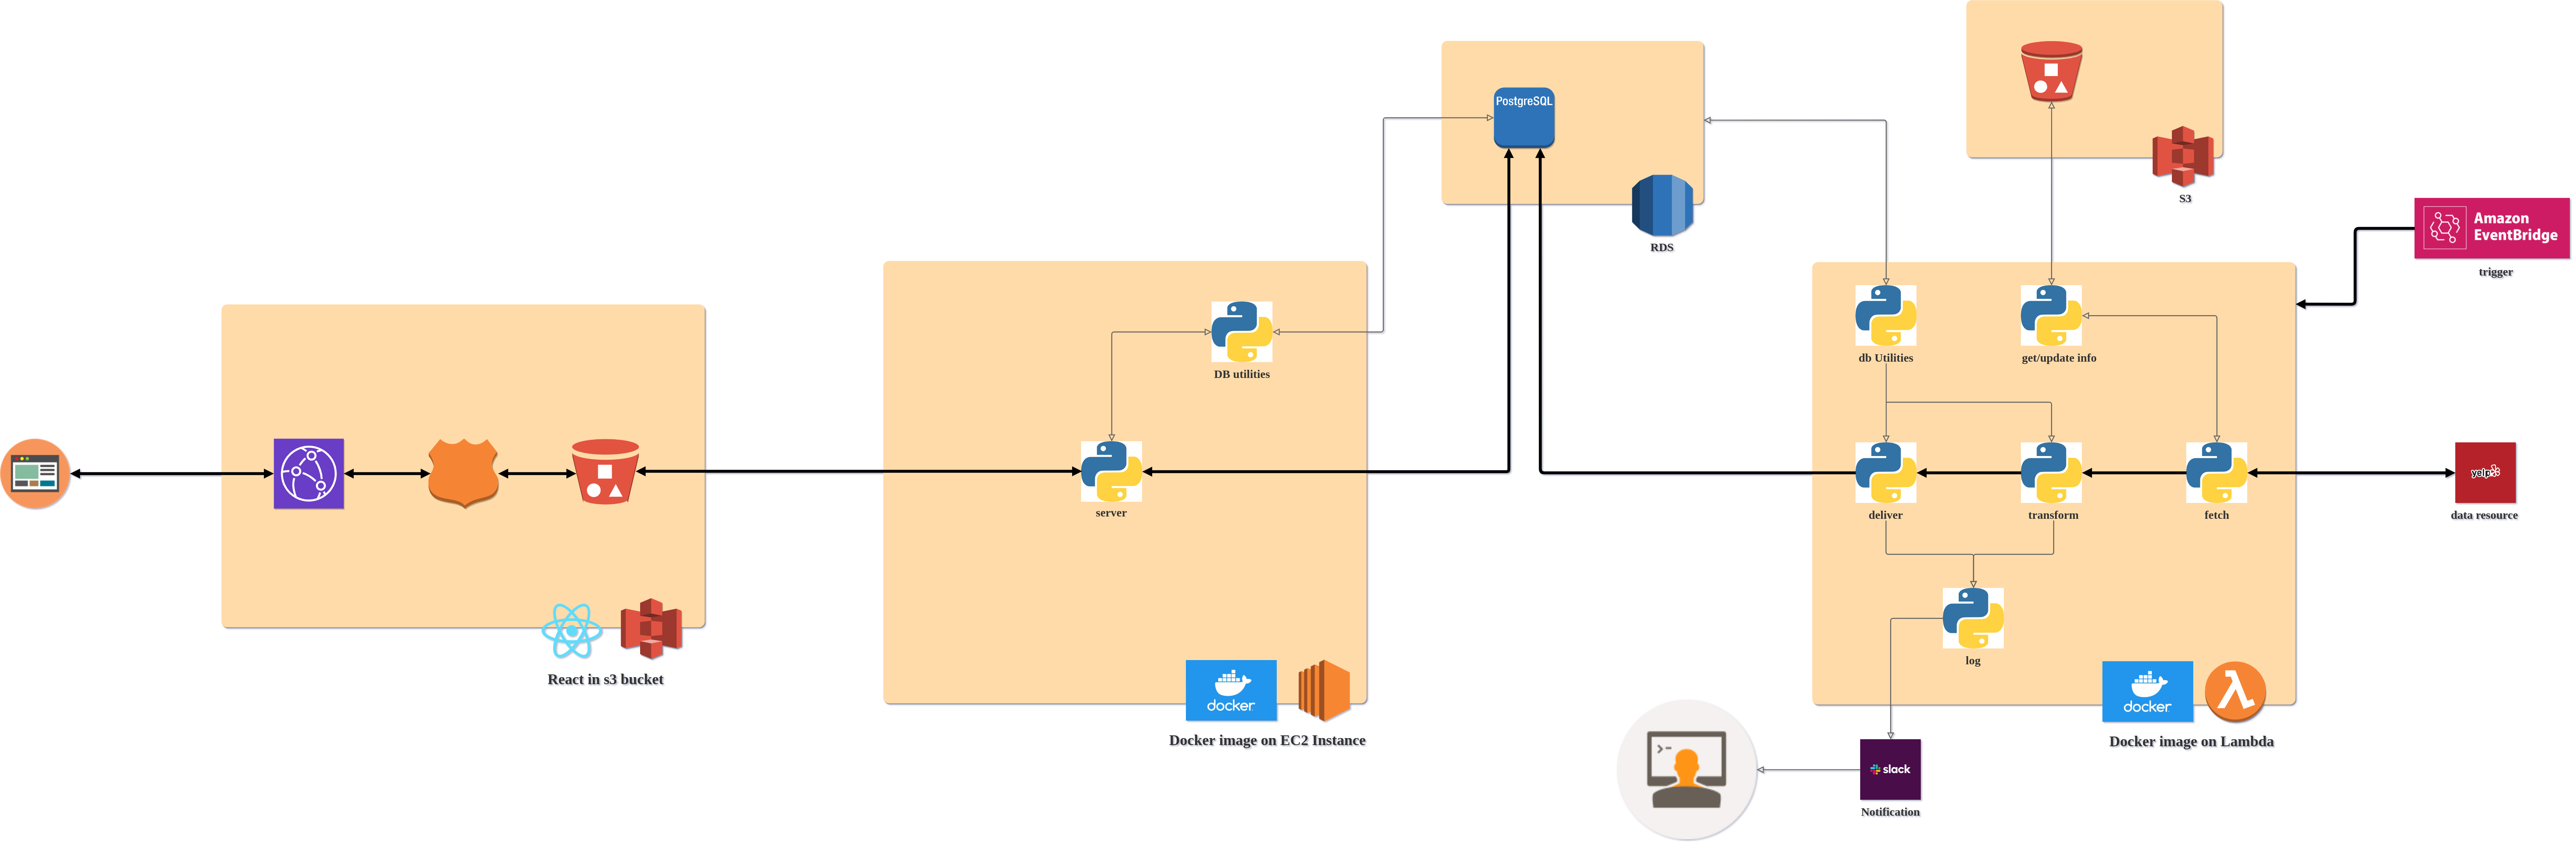 PostgreSQL
RDS
S3
Amazon
EventBridge
trigger
DB utilities
db Utilities
get/update info
server
deliver
transform
fetch
yelp
data resource
log
React in s3 bucket
docker
Docker image on EC2 Instance
docker
Docker image on Lambda
slack
Notification